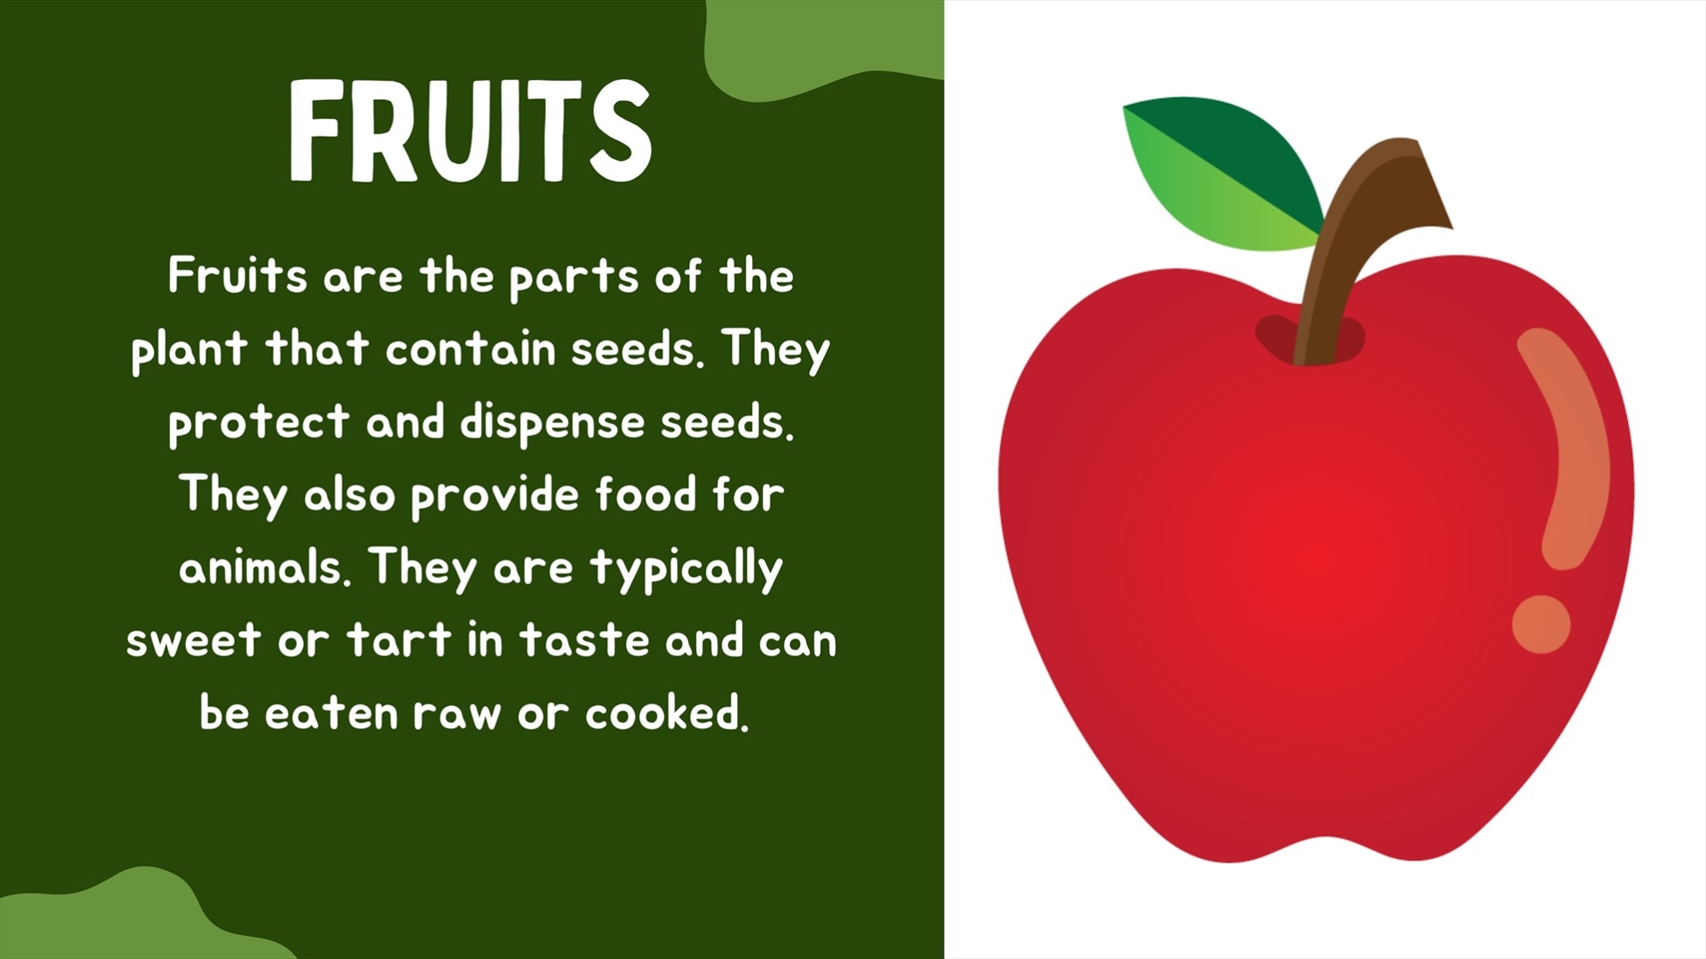 FRUITS
Fruits are the parts of the
plant that contain seeds. They
protect and dispense seeds.
They also provide food for
animals. They are typically
sweet or tart in taste and can
be eaten raw or cooked.